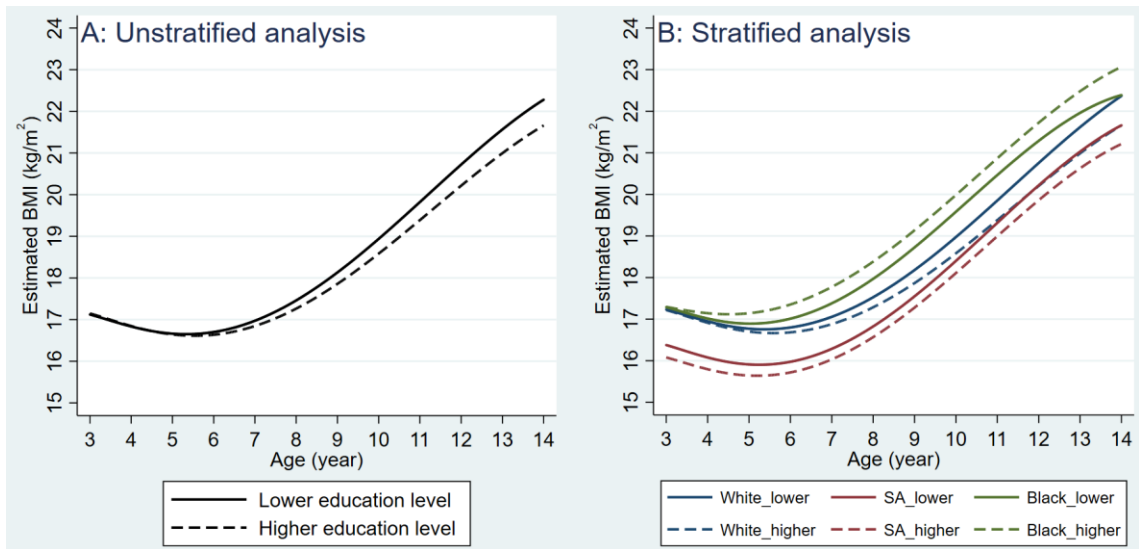 A: Unstratified analysis
Estimated BMI (kg/m²)
24
23
22
21
20
19
18
17
16
15
3 4 5 6 7 8 9 10 11 12 13 14
Age (year)
Lower education level
Higher education level
B: Stratified analysis
Estimated BMI (kg/m²)
24
23
22
21
20
19
18
17
16
15
3 4 5 6 7 8 9 10 11 12 13 14
Age (year)
White_lower SA_lower Black_lower
White_higher SA_higher Black_higher